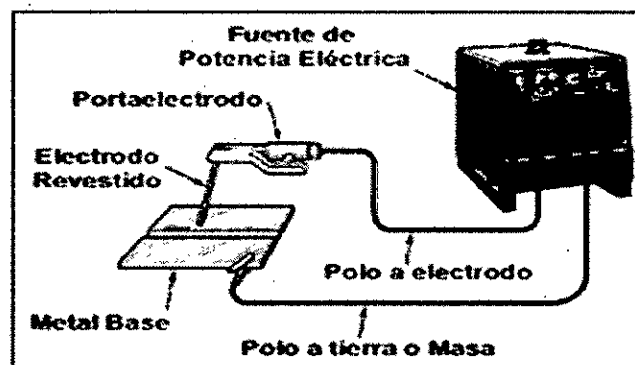 Fuente de
Potencia Eléctrica
Portaelectrodo
Electrodo
Revestido
Polo a electrodo
Metal Base
Polo a tierra o Masa